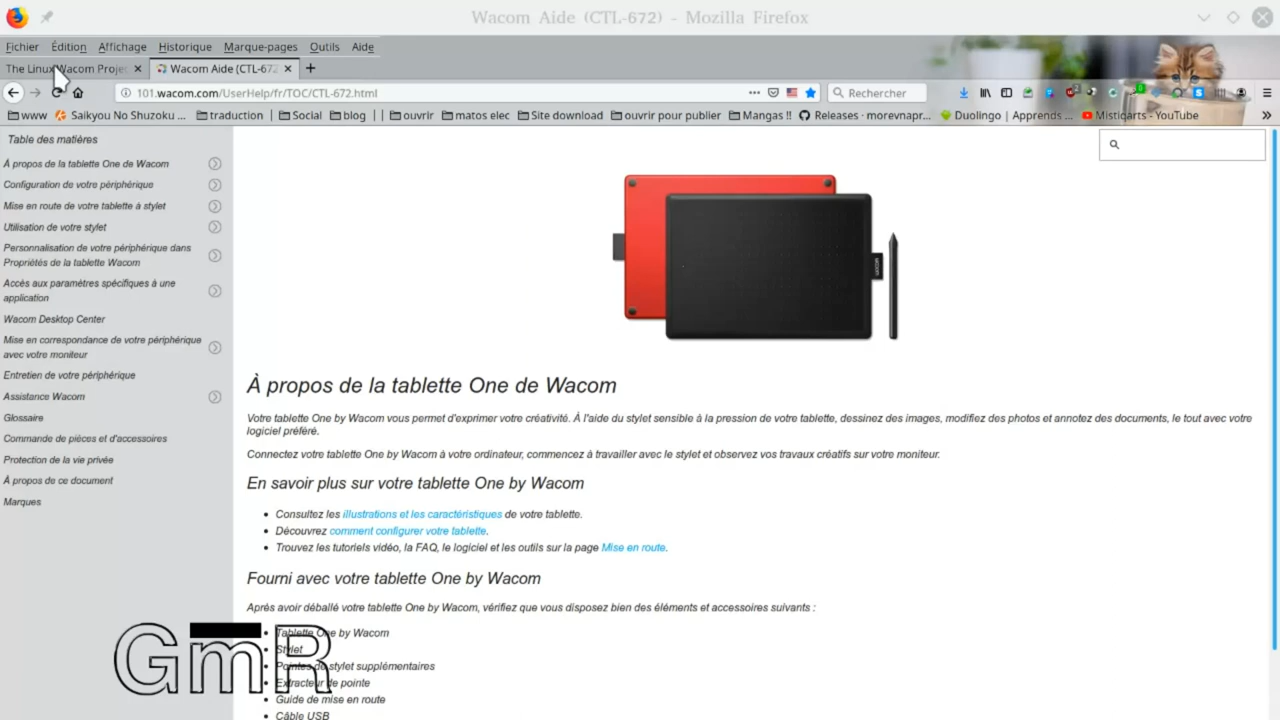 Wacom Aide (CTL-672) - Mozilla Firefox
Fichier Édition Affichage Historique Marque-pages Outils Aide
The Linux Wacom Proje
Wacom Aide (CTL-672
101.wacom.com/UserHelp/fr/TOC/CTL-672.html
Rechercher
www Saikyou No Shuzoku ... traduction Social blog ouvrir matos elec Site download ouvrir pour publier Mangas !! Releases · morevnapr... Duolingo | Apprends ... Mistiqarts - YouTube
Table des matières
À propos de la tablette One de Wacom
Configuration de votre périphérique
Mise en route de votre tablette à stylet
Utilisation de votre stylet
Personnalisation de votre périphérique dans
Propriétés de la tablette Wacom
Accès aux paramètres spécifiques à une
application
Wacom Desktop Center
Mise en correspondance de votre périphérique
avec votre moniteur
Entretien de votre périphérique
Assistance Wacom
Glossaire
Commande de pièces et d'accessoires
Protection de la vie privée
À propos de ce document
Marques
wacom
À propos de la tablette One de Wacom
Votre tablette One by Wacom vous permet d'exprimer votre créativité. À l'aide du stylet sensible à la pression de votre tablette, dessinez des images, modifiez des photos et annotez des documents, le tout avec votre
logiciel préféré.
Connectez votre tablette One by Wacom à votre ordinateur, commencez à travailler avec le stylet et observez vos travaux créatifs sur votre moniteur.
En savoir plus sur votre tablette One by Wacom
Consultez les illustrations et les caractéristiques de votre tablette.
Découvrez comment configurer votre tablette.
Trouvez les tutoriels vidéo, la FAQ, le logiciel et les outils sur la page Mise en route.
Fourni avec votre tablette One by Wacom
Après avoir déballé votre tablette One by Wacom, vérifiez que vous disposez bien des éléments et accessoires suivants :
Tablette One by Wacom
Stylet
Pointes de stylet supplémentaires
Extracteur de pointe
Guide de mise en route
Câble USB
GmR